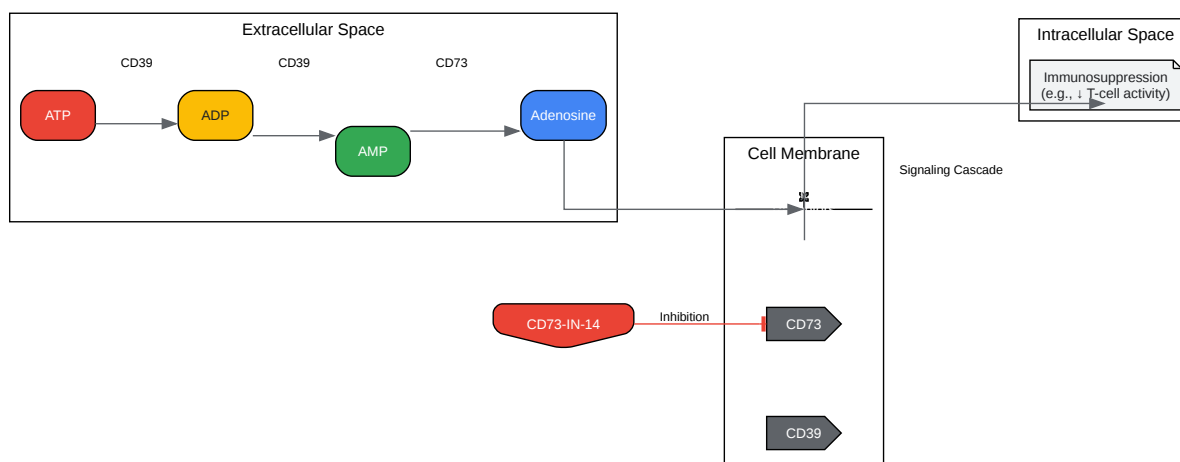 Extracellular Space
CD39
CD39
CD73
ATP
ADP
AMP
Adenosine
Intracellular Space
Immunosuppression
(e.g., ↓ T-cell activity)
Cell Membrane
Signaling Cascade
CD73-IN-14
Inhibition
CD73
CD39